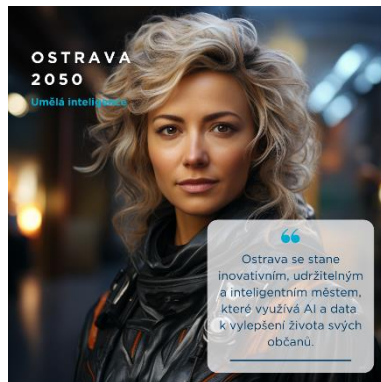 OSTRAVA
2050
Umělá inteligence
“
Ostrava se stane
inovativním, udržitelným
a inteligentním městem,
které využívá AI a data
k vylepšení života svých
občanů.